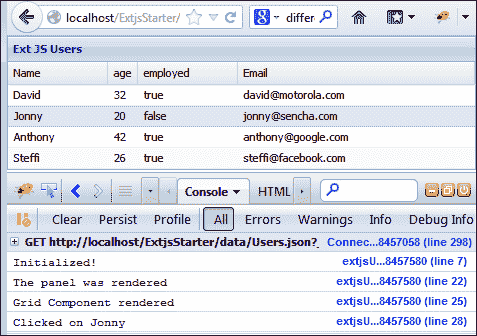 localhost/ExtjsStarter/
differ
Ext JS Users
Name age employed Email
David 32 true david@motorola.com
Jonny 20 false jonny@sencha.com
Anthony 42 true anthony@google.com
Steffi 26 true steffi@facebook.com
Console HTML
Clear Persist Profile All Errors Warnings Info Debug Info
GET http://localhost/ExtjsStarter/data/Users.json?_ Connec...8457058 (line 298)
Initialized! extjsU...8457580 (line 7)
The panel was rendered extjsU...8457580 (line 22)
Grid Component rendered extjsU...8457580 (line 25)
Clicked on Jonny extjsU...8457580 (line 28)